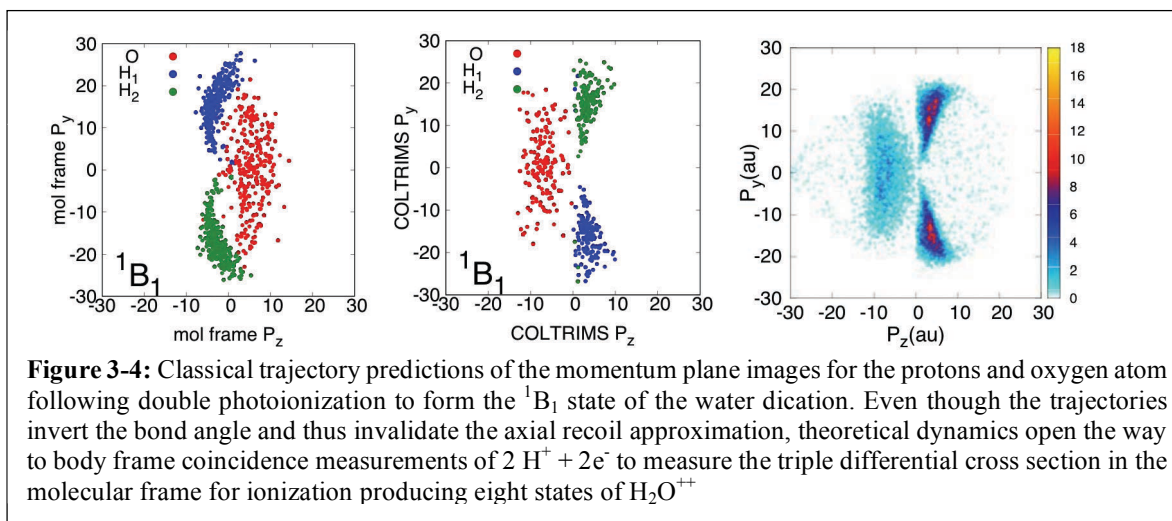 O
H₁
H₂
30
20
10
0
-10
-20
-30
-30 -20 -10 0 10 20 30
mol frame P_y
mol frame P_z
¹B₁
O
H₁
H₂
30
20
10
0
-10
-20
-30
-30 -20 -10 0 10 20 30
COLTRIMS P_y
COLTRIMS P_z
¹B₁
30
20
10
0
-10
-20
-30
-30 -20 -10 0 10 20 30
P_y(au)
P_z(au)
18
16
14
12
10
8
6
4
2
0
Figure 3-4: Classical trajectory predictions of the momentum plane images for the protons and oxygen atom
following double photoionization to form the ¹B₁ state of the water dication. Even though the trajectories
invert the bond angle and thus invalidate the axial recoil approximation, theoretical dynamics open the way
to body frame coincidence measurements of 2 H⁺ + 2e⁻ to measure the triple differential cross section in the
molecular frame for ionization producing eight states of H₂O⁺⁺